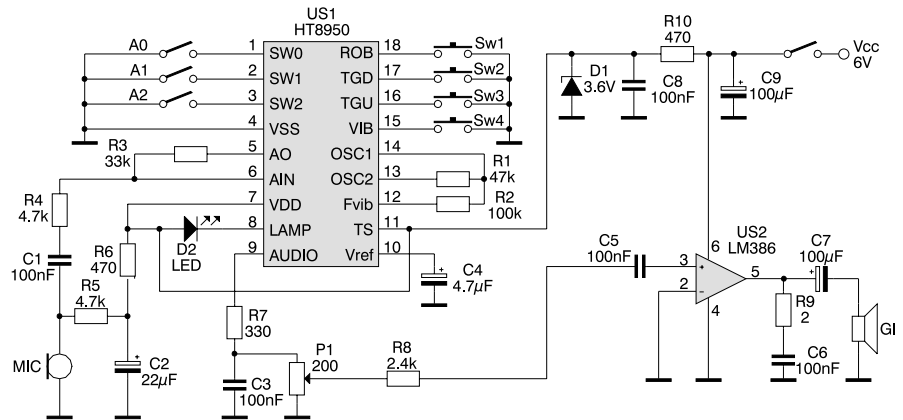 US1
HT8950
A0
A1
A2
1
2
3
4
5
6
7
8
9
SW0
SW1
SW2
VSS
AO
AIN
VDD
LAMP
AUDIO
ROB
TGD
TGU
VIB
OSC1
OSC2
Fvib
TS
Vref
18
17
16
15
14
13
12
11
10
Sw1
Sw2
Sw3
Sw4
R3
33k
R4
4.7k
C1
100nF
R5
4.7k
R6
470
D2
LED
MIC
C2
22µF
R7
330
C3
100nF
P1
200
R8
2.4k
R1
47k
R2
100k
C4
4.7µF
+
D1
3.6V
C8
100nF
R10
470
C9
100µF
+
Vcc
6V
C5
100nF
US2
LM386
3
2
6
4
5
+
−
C7
100µF
+
R9
2
C6
100nF
Gl
+